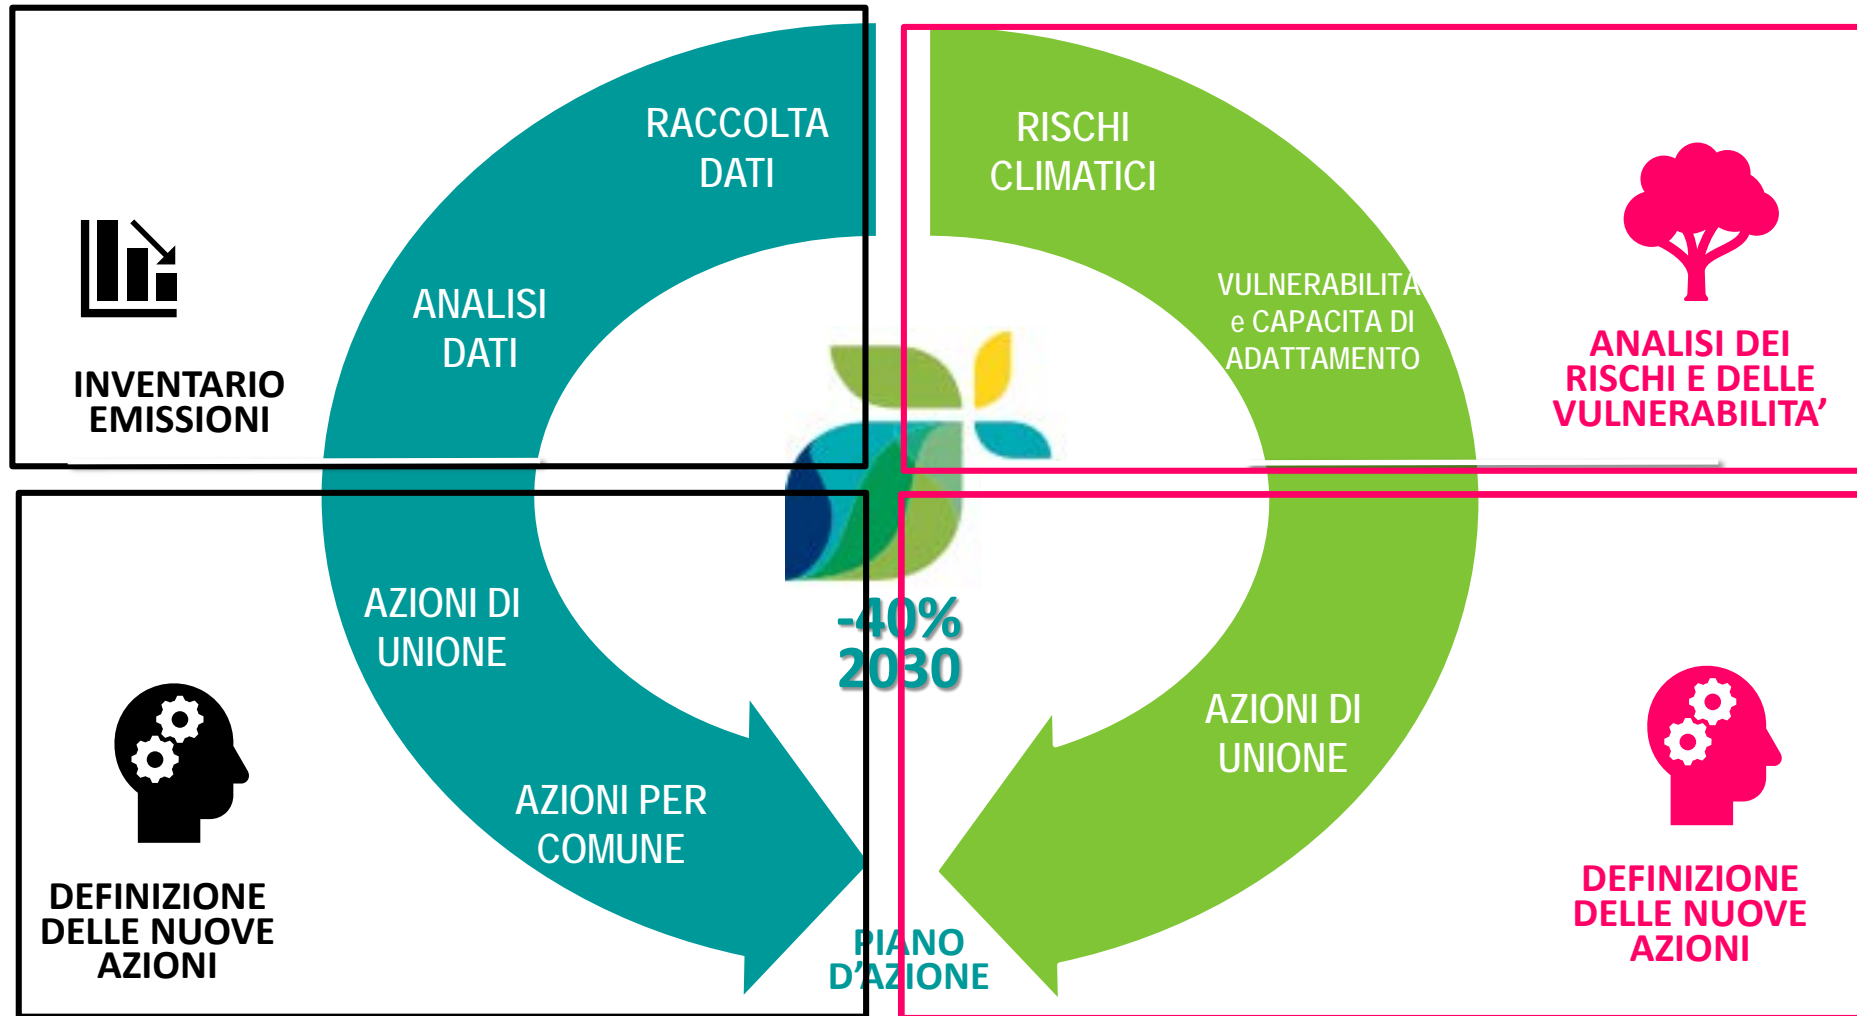 RACCOLTA
DATI
ANALISI
DATI
INVENTARIO
EMISSIONI
AZIONI DI
UNIONE
AZIONI PER
COMUNE
DEFINIZIONE
DELLE NUOVE
AZIONI
-40%
2030
PIANO
D'AZIONE
RISCHI
CLIMATICI
VULNERABILITA
e CAPACITA DI
ADATTAMENTO
ANALISI DEI
RISCHI E DELLE
VULNERABILITA’
AZIONI DI
UNIONE
DEFINIZIONE
DELLE NUOVE
AZIONI